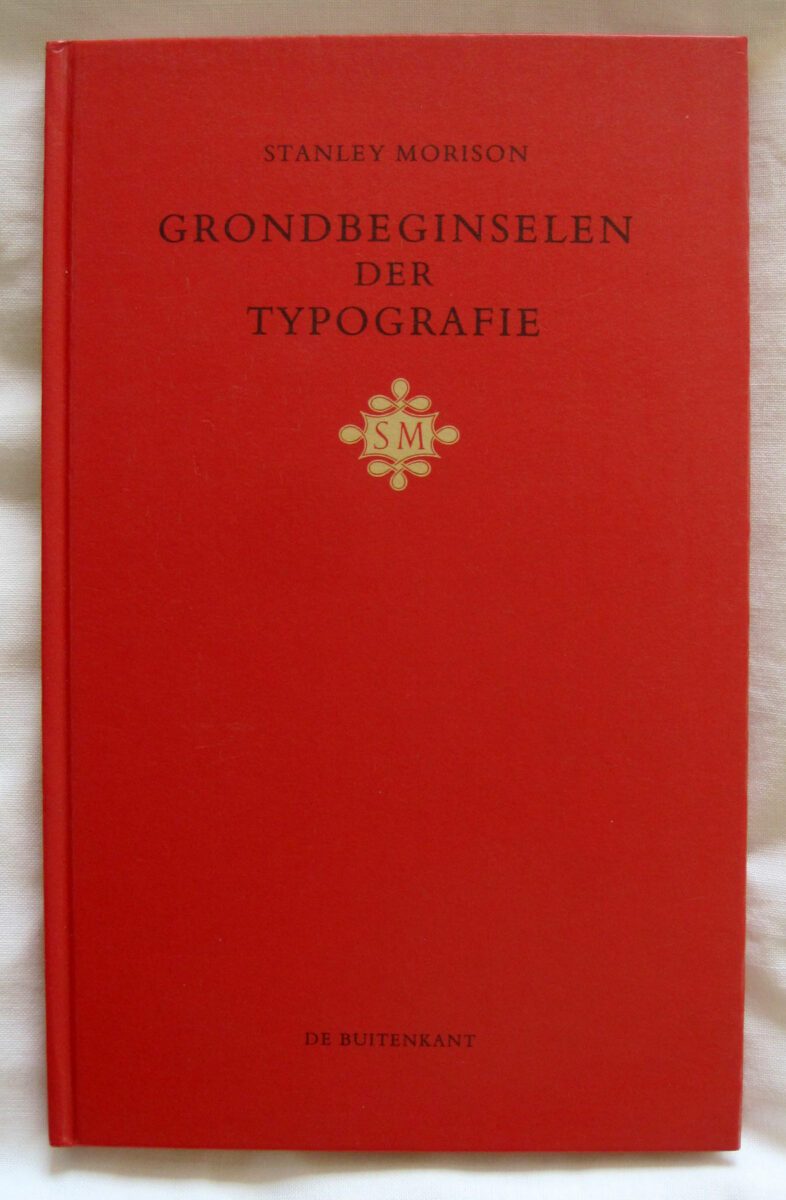 STANLEY MORISON
GRONDBEGINSELEN
DER
TYPOGRAFIE
SM
DE BUITENKANT